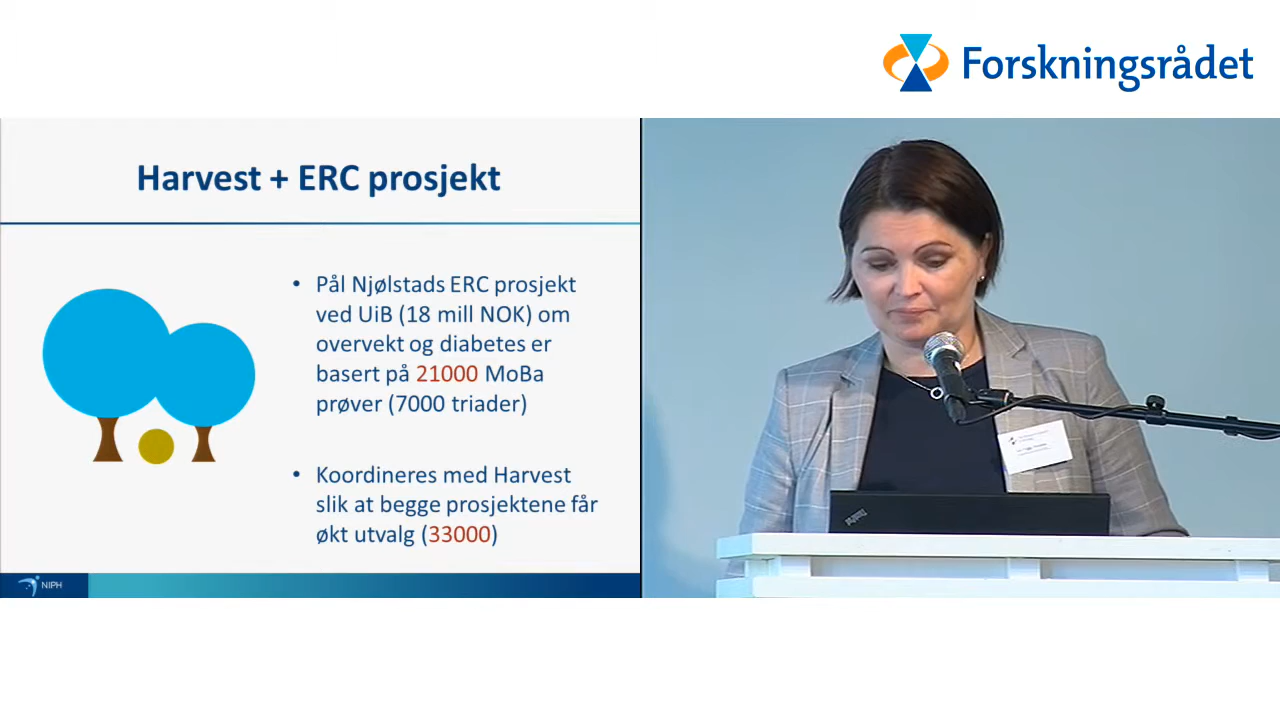 Forskningsrådet
Harvest + ERC prosjekt
• Pål Njølstads ERC prosjekt
ved UiB (18 mill NOK) om
overvekt og diabetes er
basert på 21000 MoBa
prøver (7000 triader)
• Koordineres med Harvest
slik at begge prosjektene får
økt utvalg (33000)
NIPH
ThinkPad